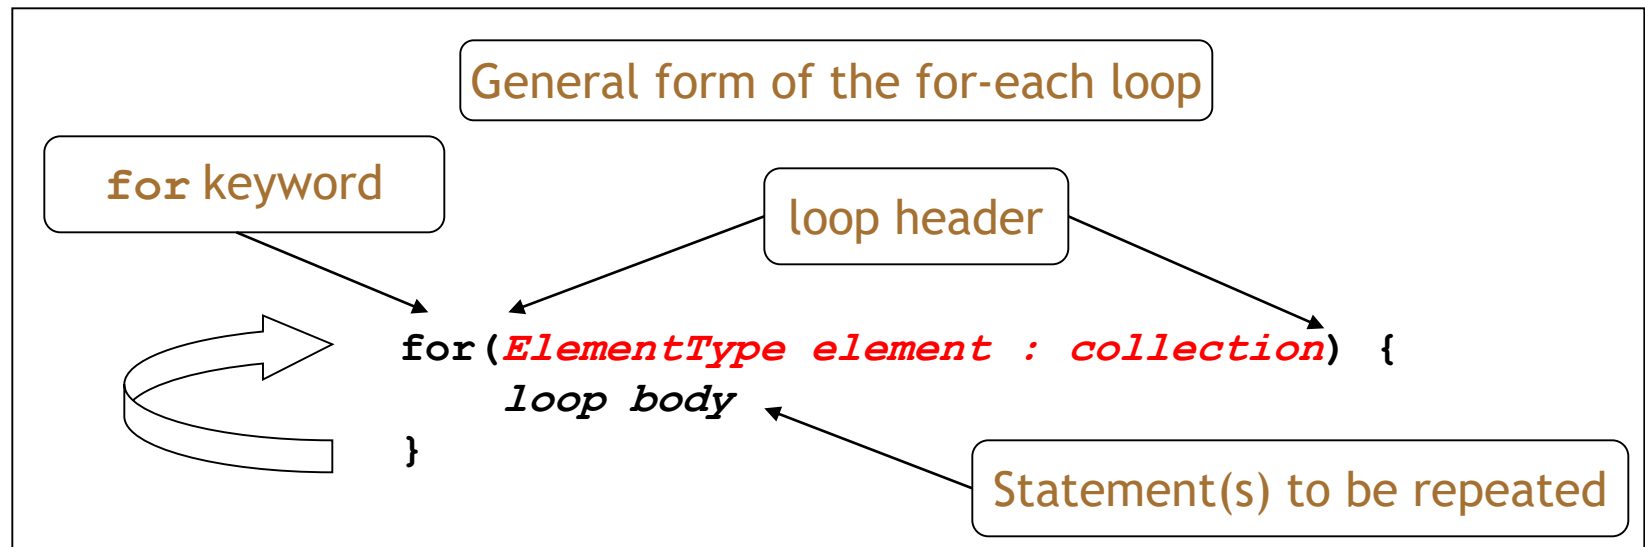 General form of the for-each loop
for keyword
loop header
for(ElementType element : collection) {
loop body
}
Statement(s) to be repeated